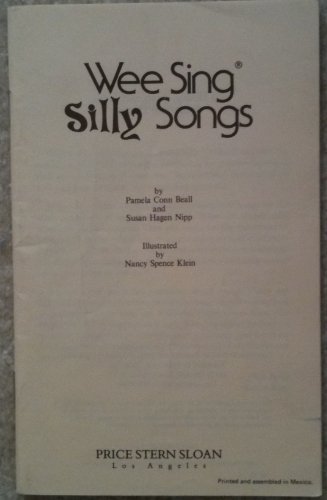 Wee Sing®
Silly Songs
by
Pamela Conn Beall
and
Susan Hagen Nipp
Illustrated
by
Nancy Spence Klein
PRICE STERN SLOAN
Los Angeles
Printed and assembled in Mexico.